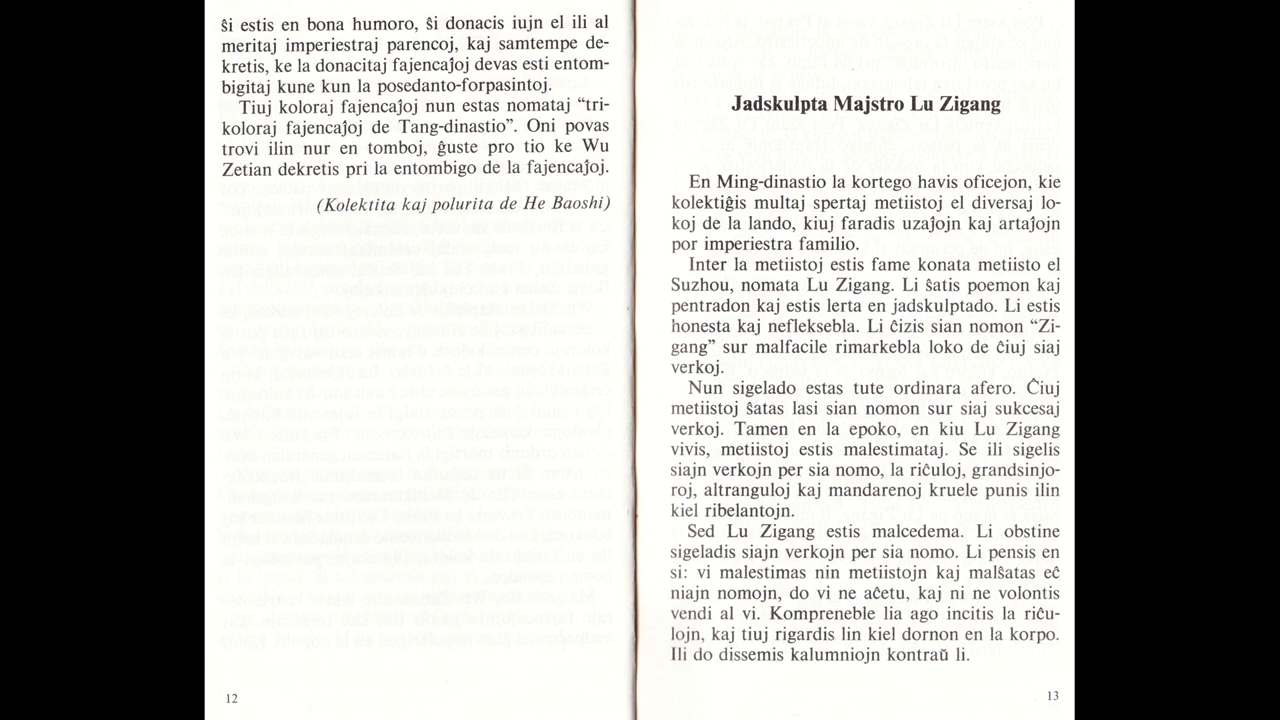 ŝi estis en bona humoro, ŝi donacis iujn el ili al
meritaj imperiestraj parencoj, kaj samtempe de-
kretis, ke la donacitaj fajencaĵoj devas esti entom-
bigitaj kune kun la posedanto-forpasintoj.
Tiuj koloraj fajencaĵoj nun estas nomataj “tri-
koloraj fajencaĵoj de Tang-dinastio”. Oni povas
trovi ilin nur en tomboj, ĝuste pro tio ke Wu
Zetian dekretis pri la entombigo de la fajencaĵoj.
(Kolektita kaj polurita de He Baoshi)
12
Jadskulpta Majstro Lu Zigang
En Ming-dinastio la kortego havis oficejon, kie
kolektiĝis multaj spertaj metiistoj el diversaj lo-
koj de la lando, kiuj faradis uzaĵojn kaj artaĵojn
por imperiestra familio.
Inter la metiistoj estis fame konata metiisto el
Suzhou, nomata Lu Zigang. Li ŝatis poemon kaj
pentradon kaj estis lerta en jadskulptado. Li estis
honesta kaj nefleksebla. Li ĉizis sian nomon “Zi-
gang” sur malfacile rimarkebla loko de ĉiuj siaj
verkoj.
Nun sigelado estas tute ordinara afero. Ĉiuj
metiistoj ŝatas lasi sian nomon sur siaj sukcesaj
verkoj. Tamen en la epoko, en kiu Lu Zigang
vivis, metiistoj estis malestimataj. Se ili sigelis
siajn verkojn per sia nomo, la riĉuloj, grandsinjo-
roj, altranguloj kaj mandarenoj kruele punis ilin
kiel ribelantojn.
Sed Lu Zigang estis malcedema. Li obstine
sigeladis siajn verkojn per sia nomo. Li pensis en
si: vi malestimas nin metiistojn kaj malŝatas eĉ
niajn nomojn, do vi ne aĉetu, kaj ni ne volontis
vendi al vi. Kompreneble lia ago incitis la riĉu-
lojn, kaj tiuj rigardis lin kiel dornon en la korpo.
Ili do dissemis kalumniojn kontraŭ li.
13